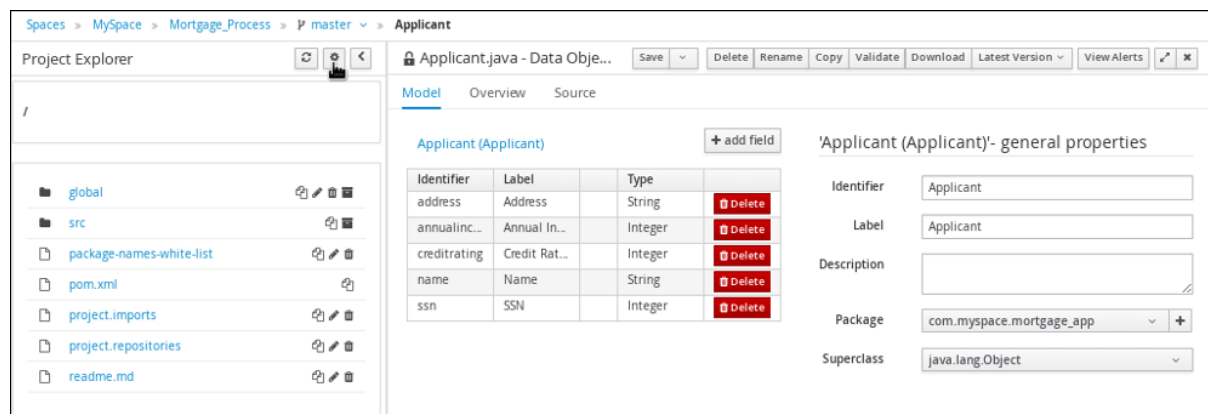 Spaces » MySpace » Mortgage_Process » master » Applicant
Project Explorer
/
global
src
package-names-white-list
pom.xml
project.imports
project.repositories
readme.md
Applicant.java - Data Obje...
Save Delete Rename Copy Validate Download Latest Version View Alerts
Model Overview Source
Applicant (Applicant)
+ add field
Identifier Label Type
address Address String Delete
annualinc... Annual In... Integer Delete
creditrating Credit Rat... Integer Delete
name Name String Delete
ssn SSN Integer Delete
'Applicant (Applicant)'- general properties
Identifier Applicant
Label Applicant
Description
Package com.myspace.mortgage_app +
Superclass java.lang.Object